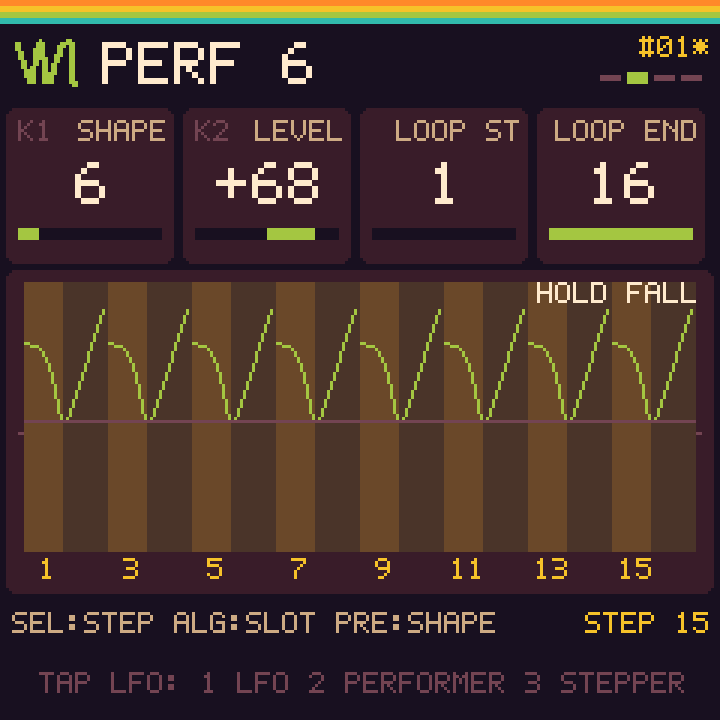 PERF 6 #01*
K1 SHAPE K2 LEVEL LOOP ST LOOP END
6 +68 1 16
HOLD FALL
1 3 5 7 9 11 13 15
SEL:STEP ALG:SLOT PRE:SHAPE STEP 15
TAP LFO: 1 LFO 2 PERFORMER 3 STEPPER